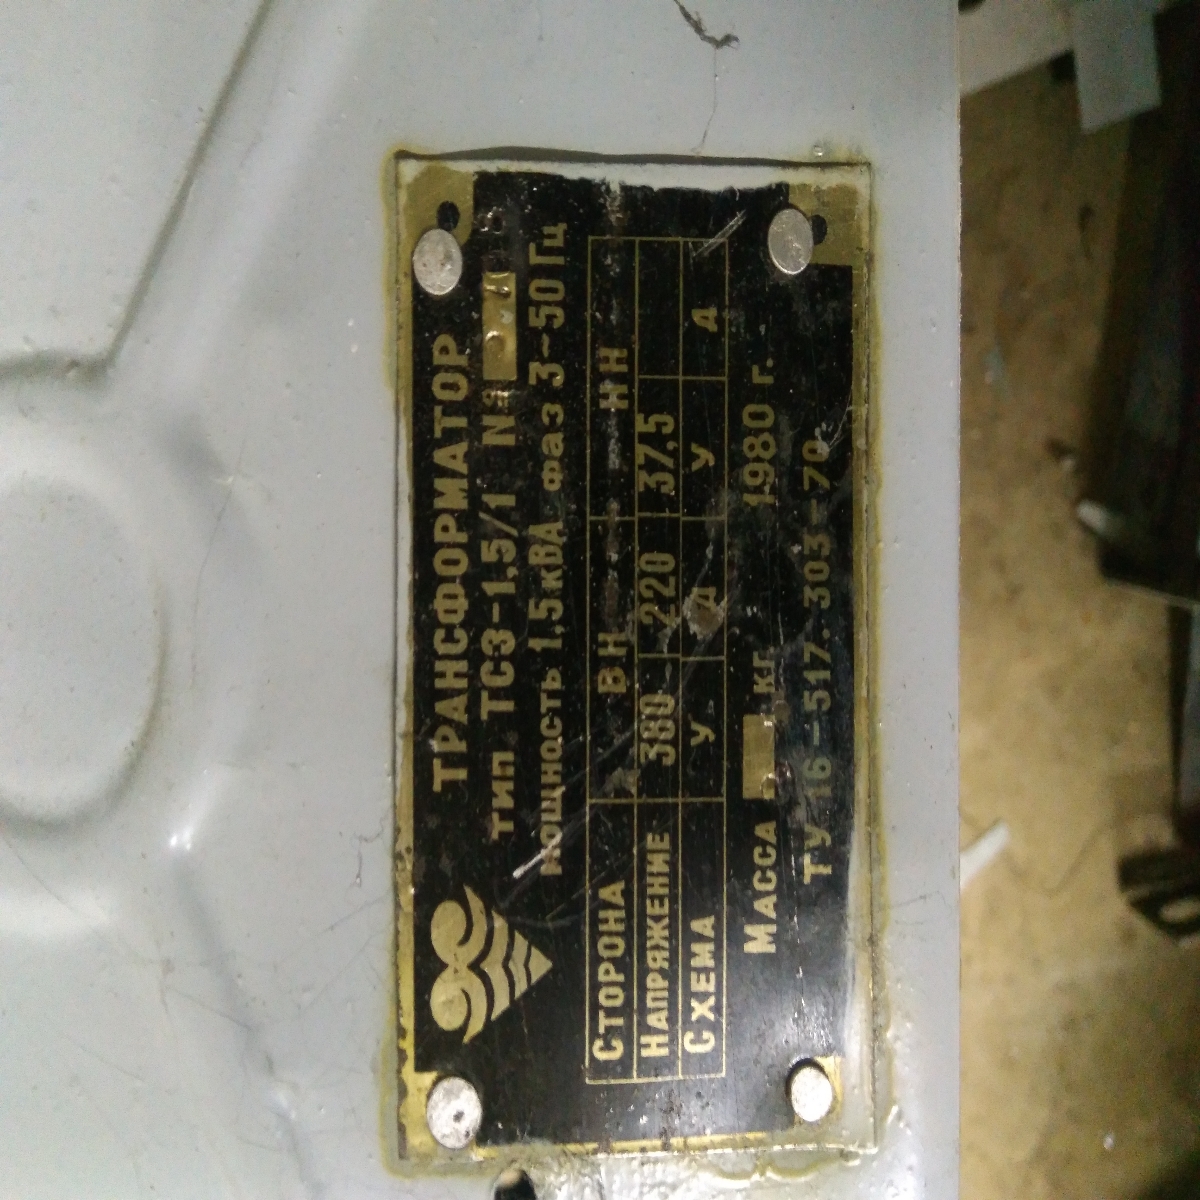 ТРАНСФОРМАТОР
тип ТСЗ-1,5/1 №
мощность 1,5 кВА фаз 3~50 Гц
СТОРОНА ВН НН
НАПРЯЖЕНИЕ 380 220 37,5
СХЕМА У Д У Д
МАССА КГ 1980 г.
ТУ 16-517.303-70